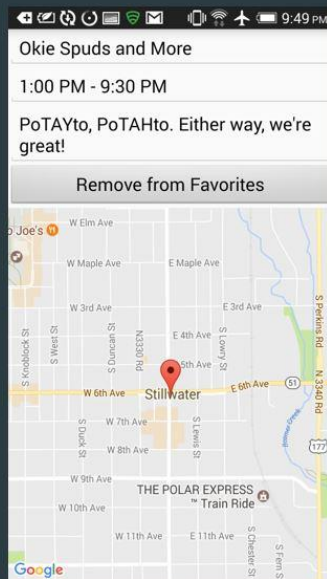 9:49 PM
Okie Spuds and More
1:00 PM - 9:30 PM
PoTAYto, PoTAHto. Either way, we're
great!
Remove from Favorites
o Joe's
W Elm Ave
W Maple Ave
E Maple Ave
W 3rd Ave
E 3rd Ave
S Knoblock St
S West St
S Duncan St
N3330 Rd
E 4th Ave
S Lowry St
5th Ave
S Perkins Rd
N 3340 Rd
W 6th Ave
Stillwater
E 6th Ave
51
S Duck St
W 7th Ave
S Lewis St
W 8th Ave
Boomer Creek
177
W 9th Ave
THE POLAR EXPRESS
™ Train Ride
W 10th Ave
W 11th Ave
E 11th Ave
S Chester St
S Fern S
Google